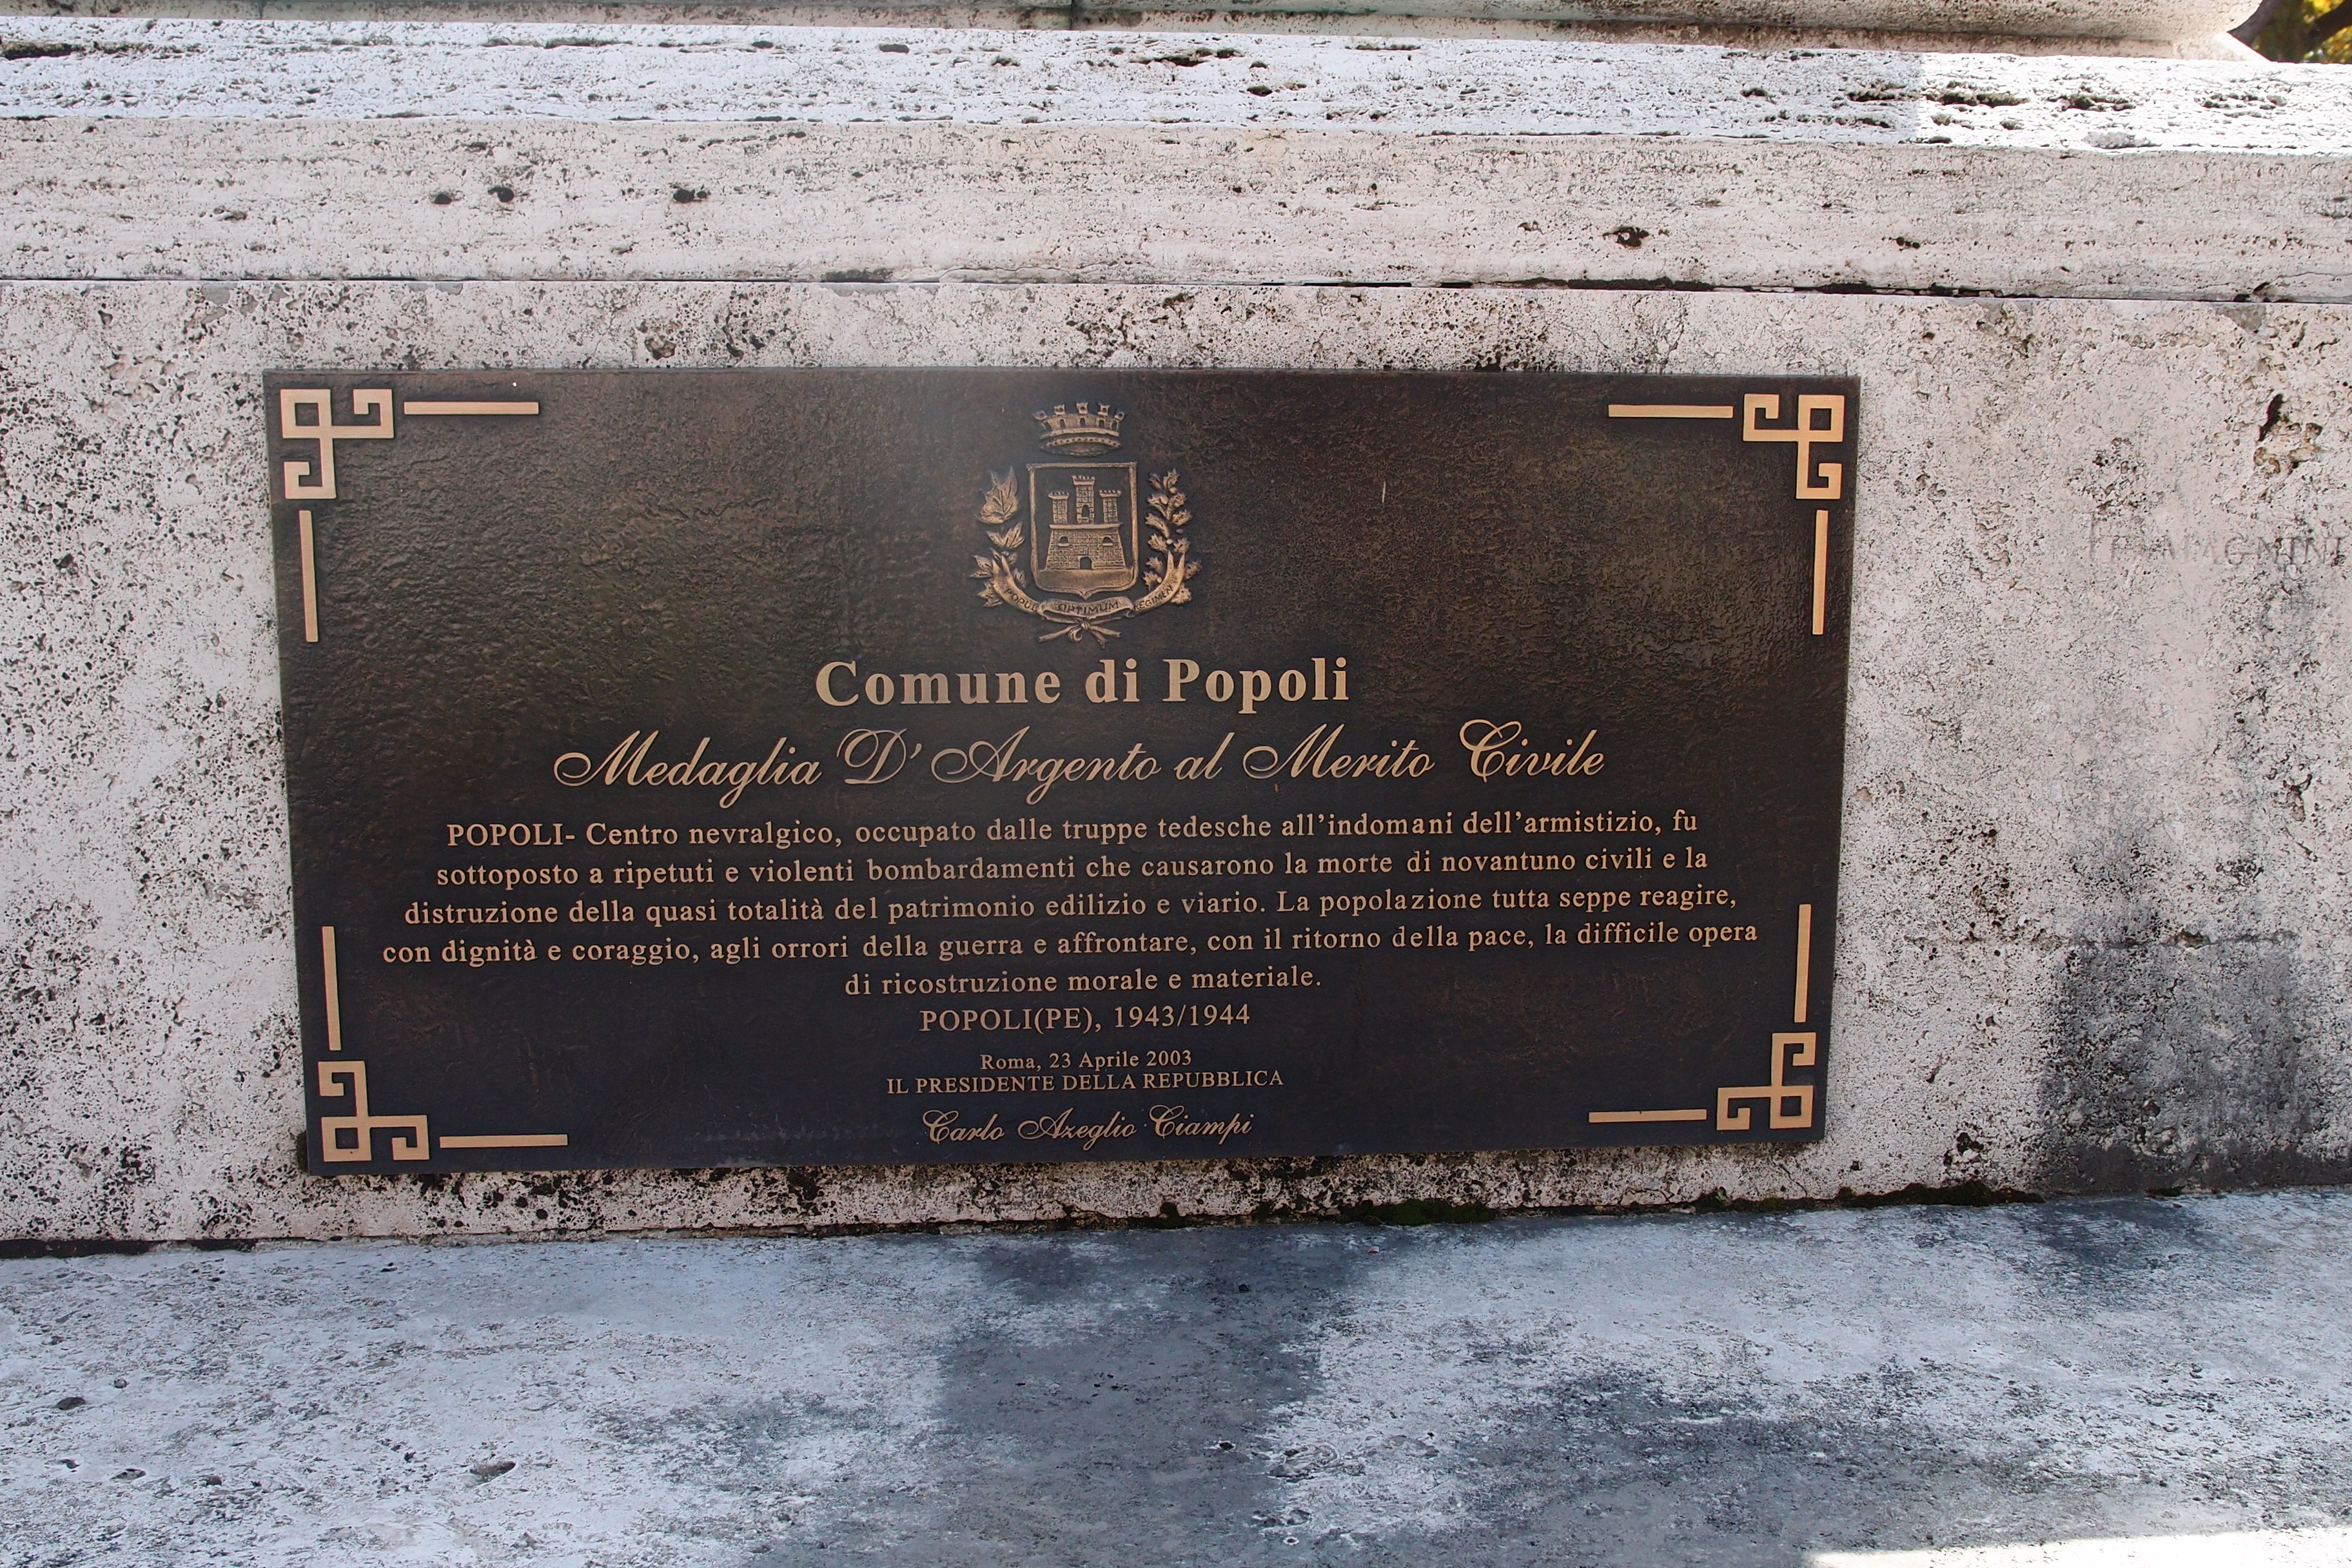 POPULI OPTIMUM REGIMEN
Comune di Popoli
Medaglia D'Argento al Merito Civile
POPOLI- Centro nevralgico, occupato dalle truppe tedesche all'indomani dell'armistizio, fu
sottoposto a ripetuti e violenti bombardamenti che causarono la morte di novantuno civili e la
distruzione della quasi totalità del patrimonio edilizio e viario. La popolazione tutta seppe reagire,
con dignità e coraggio, agli orrori della guerra e affrontare, con il ritorno della pace, la difficile opera
di ricostruzione morale e materiale.
POPOLI(PE), 1943/1944
Roma, 23 Aprile 2003
IL PRESIDENTE DELLA REPUBBLICA
Carlo Azeglio Ciampi